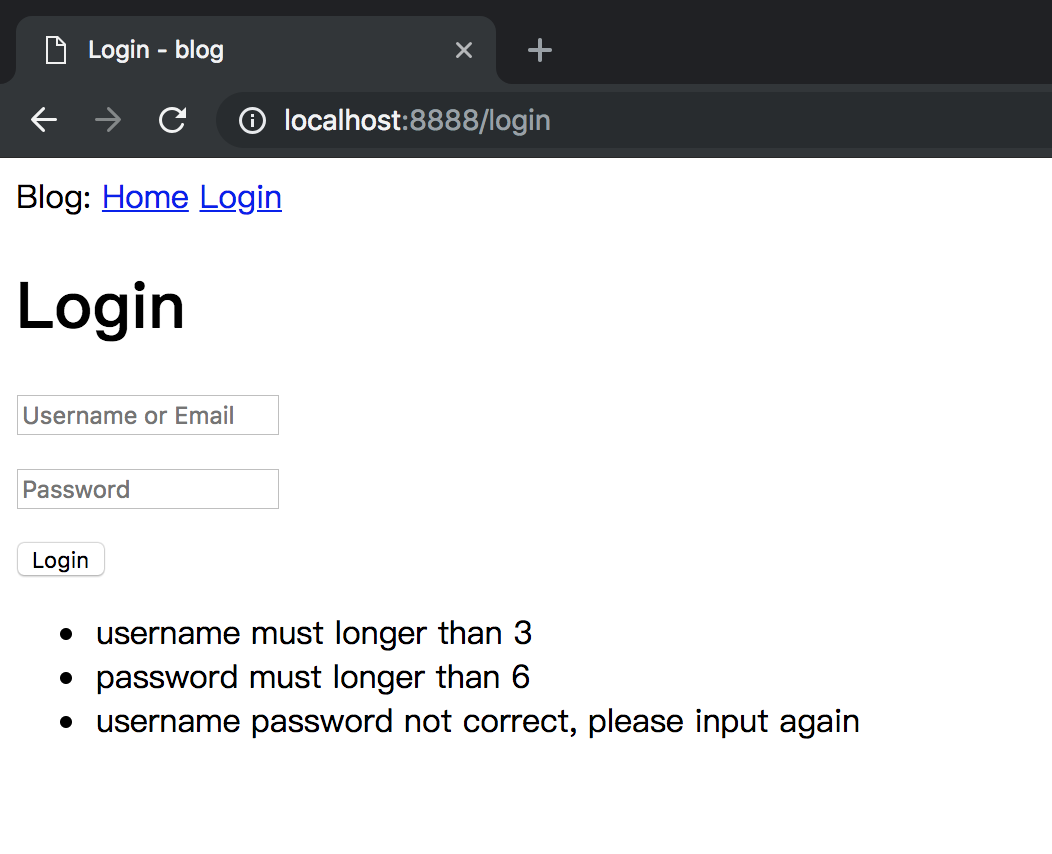 Login - blog
localhost:8888/login
Blog: Home Login
Login
Username or Email
Password
Login
username must longer than 3
password must longer than 6
username password not correct, please input again